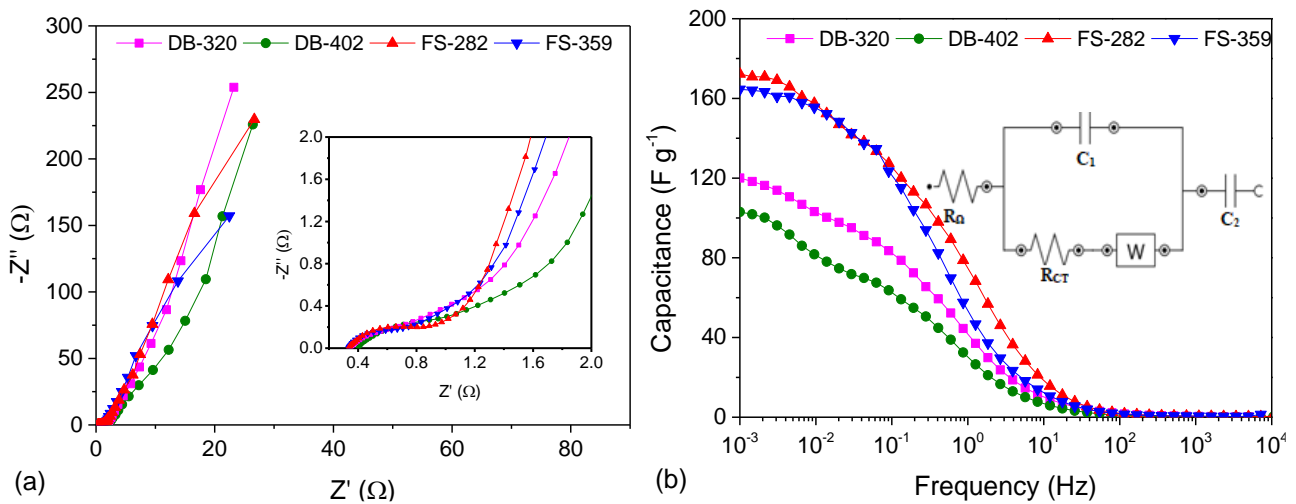 -300
DB-320 DB-402 FS-282 FS-359
-250
-200
-150
-100
-50
0
0 20 40 60 80
-Z'' (Ω)
Z' (Ω)
(a)
2.0
1.6
1.2
0.8
0.4
0.0
0.4 0.8 1.2 1.6 2.0
-Z'' (Ω)
Z' (Ω)
200
DB-320 DB-402 FS-282 FS-359
160
120
80
40
0
10⁻³ 10⁻² 10⁻¹ 10⁰ 10¹ 10² 10³ 10⁴
Capacitance (F g⁻¹)
Frequency (Hz)
(b)
C₁
R_Ω
C₂
R_CT
W